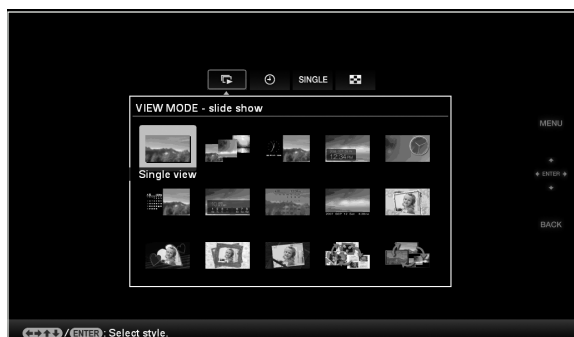 SINGLE
VIEW MODE - slide show
MENU
Single view
ENTER
BACK
/ ENTER : Select style.